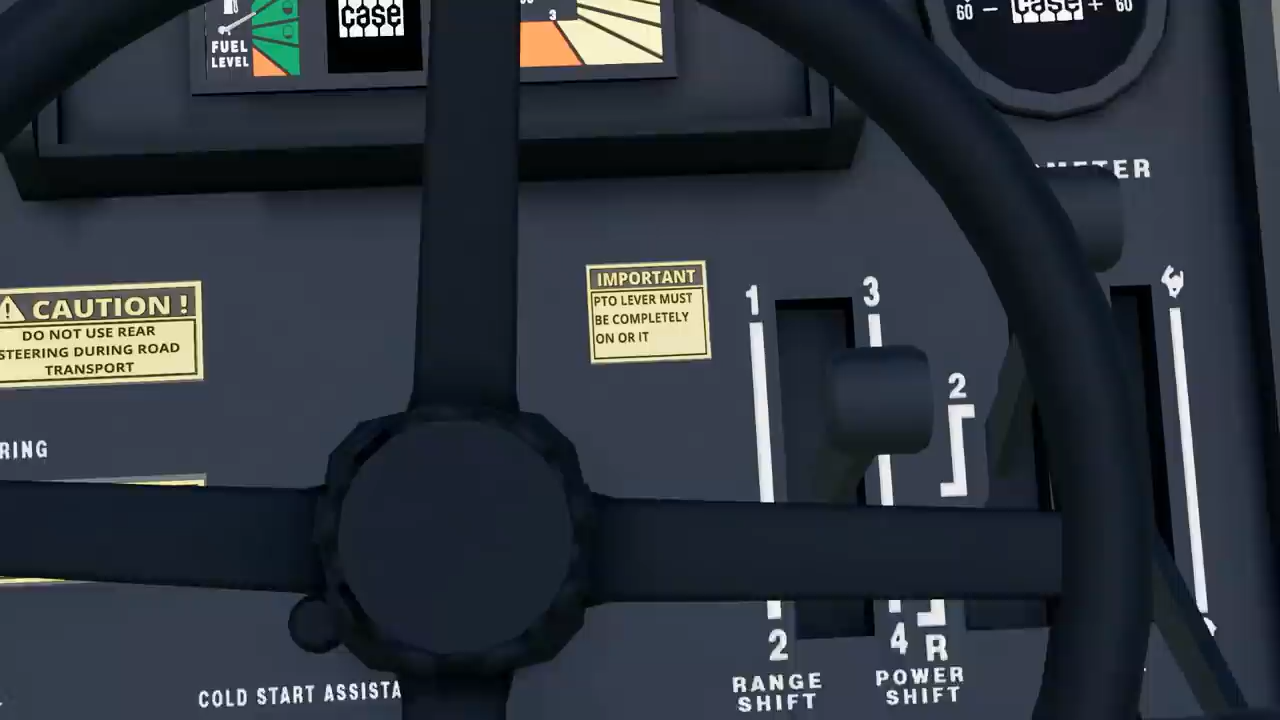 FUEL
LEVEL
CASE
3
60 - CASE + 60
METER
CAUTION !
DO NOT USE REAR
STEERING DURING ROAD
TRANSPORT
IMPORTANT
PTO LEVER MUST
BE COMPLETELY
ON OR IT
1
3
2
RING
2
4
R
RANGE
SHIFT
POWER
SHIFT
COLD START ASSISTA